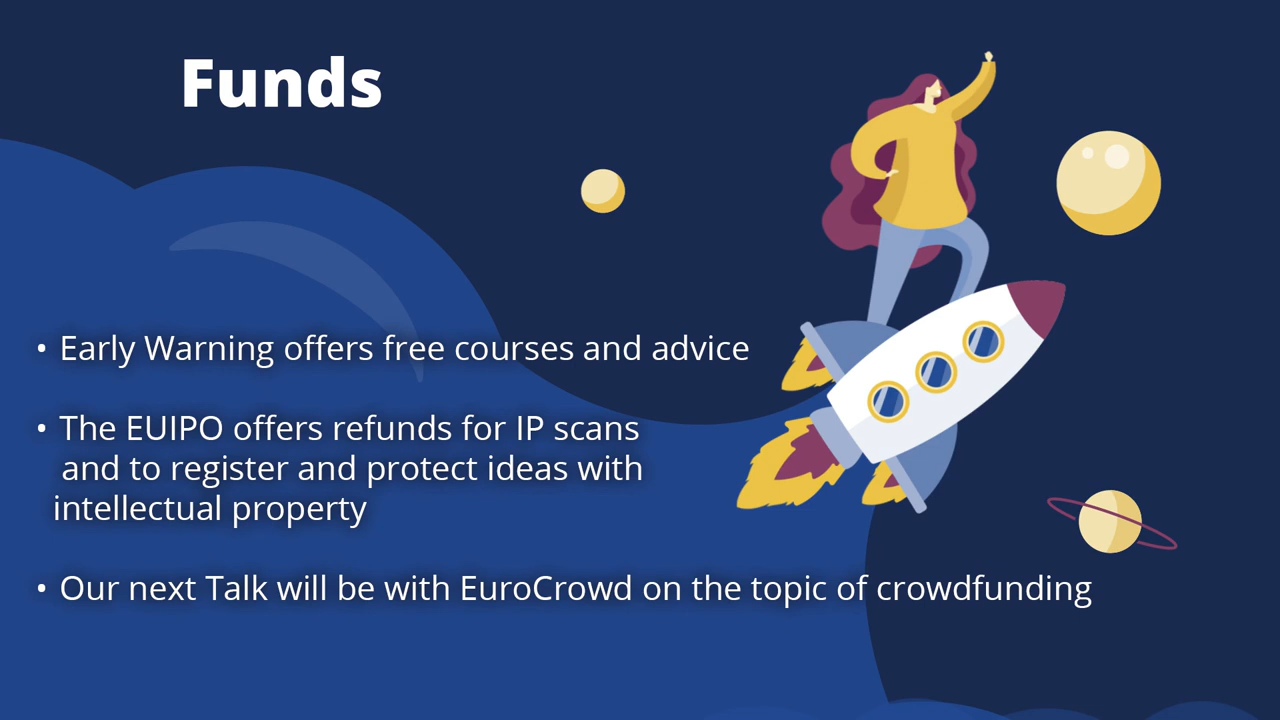 Funds
• Early Warning offers free courses and advice
• The EUIPO offers refunds for IP scans
and to register and protect ideas with
intellectual property
• Our next Talk will be with EuroCrowd on the topic of crowdfunding